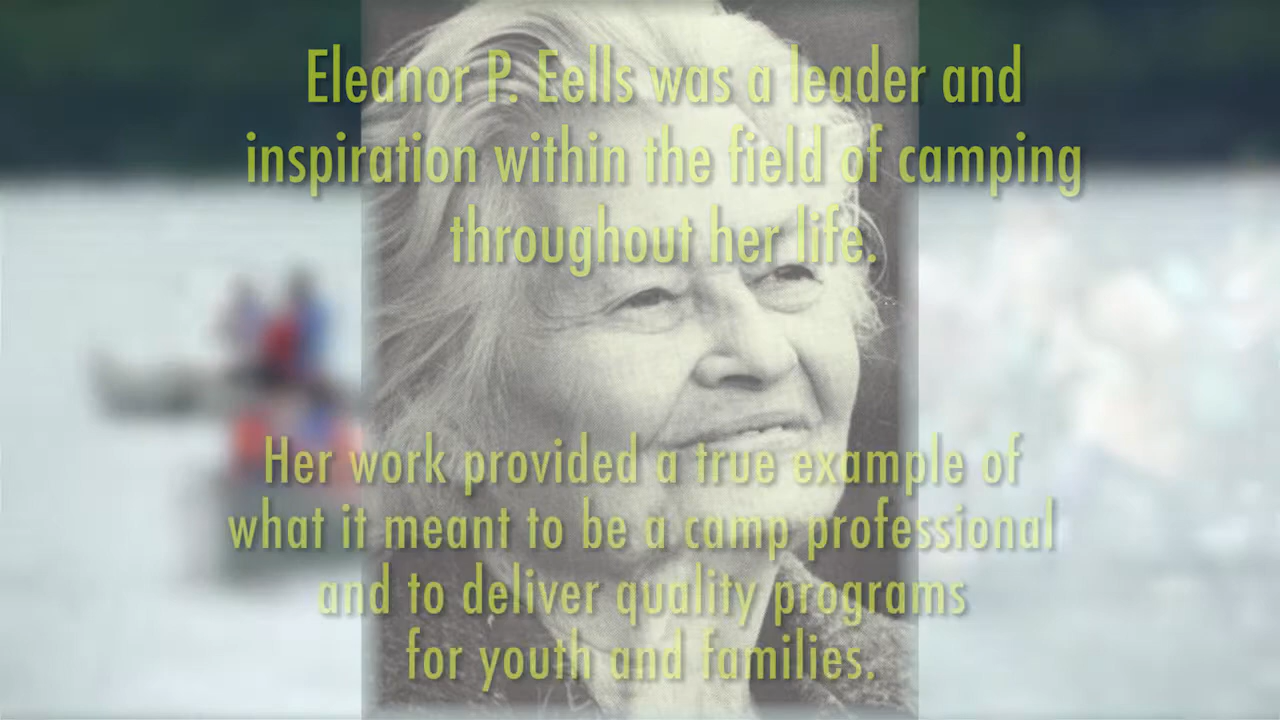 Eleanor P. Eells was a leader and
inspiration within the field of camping
throughout her life.
Her work provided a true example of
what it meant to be a camp professional
and to deliver quality programs
for youth and families.